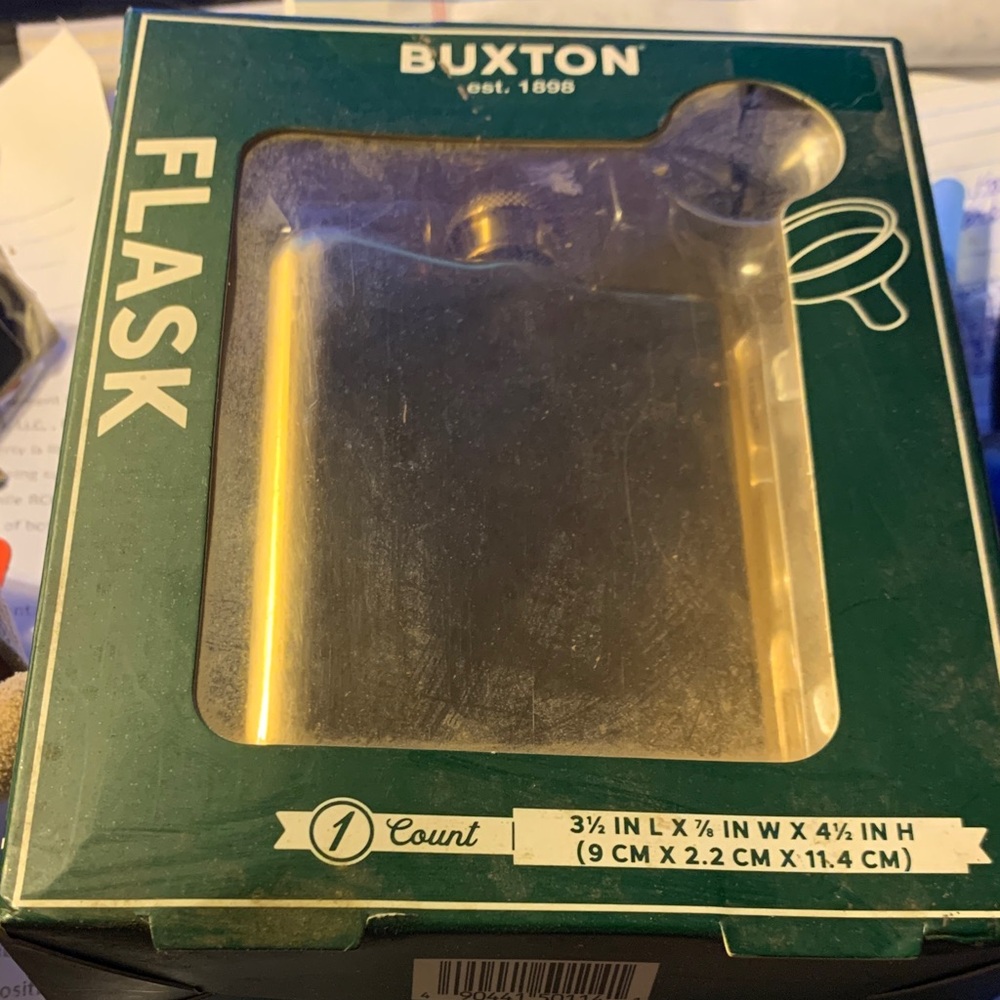 BUXTON
est. 1898
FLASK
1 Count
3½ IN L X ⅞ IN W X 4½ IN H
(9 CM X 2.2 CM X 11.4 CM)